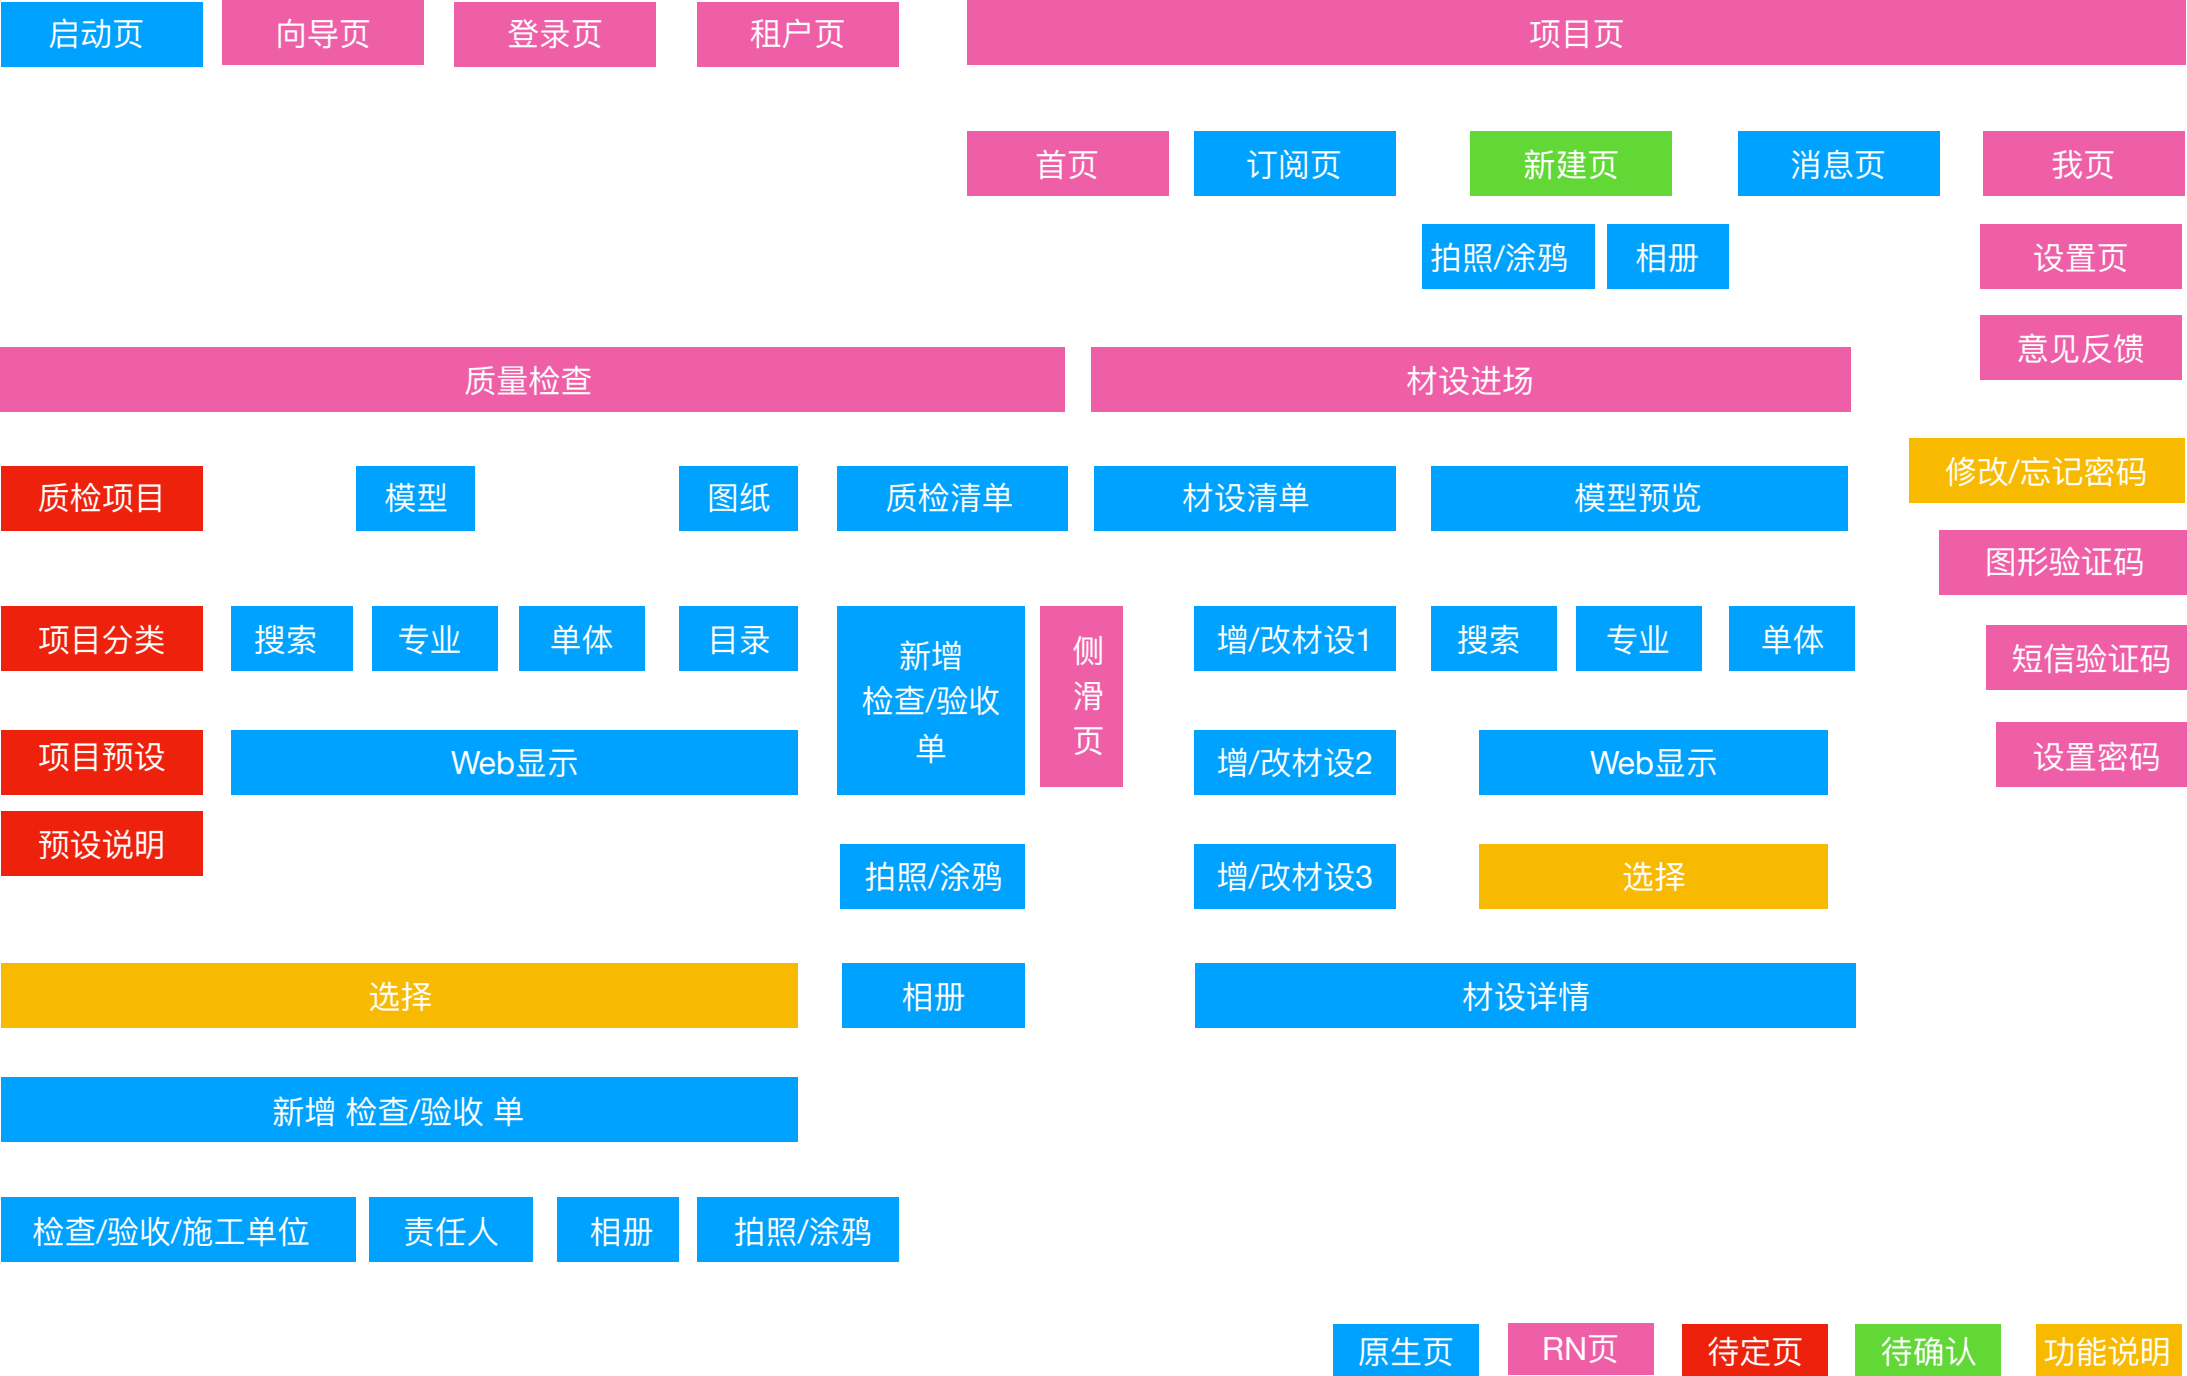 启动页
向导页
登录页
租户页
项目页
首页
订阅页
新建页
消息页
我页
拍照/涂鸦
相册
设置页
意见反馈
质量检查
材设进场
修改/忘记密码
质检项目
模型
图纸
质检清单
材设清单
模型预览
图形验证码
项目分类
搜索
专业
单体
目录
新增
检查/验收
单
侧
滑
页
增/改材设1
搜索
专业
单体
短信验证码
项目预设
Web显示
增/改材设2
Web显示
设置密码
预设说明
拍照/涂鸦
增/改材设3
选择
选择
相册
材设详情
新增 检查/验收 单
检查/验收/施工单位
责任人
相册
拍照/涂鸦
原生页
RN页
待定页
待确认
功能说明